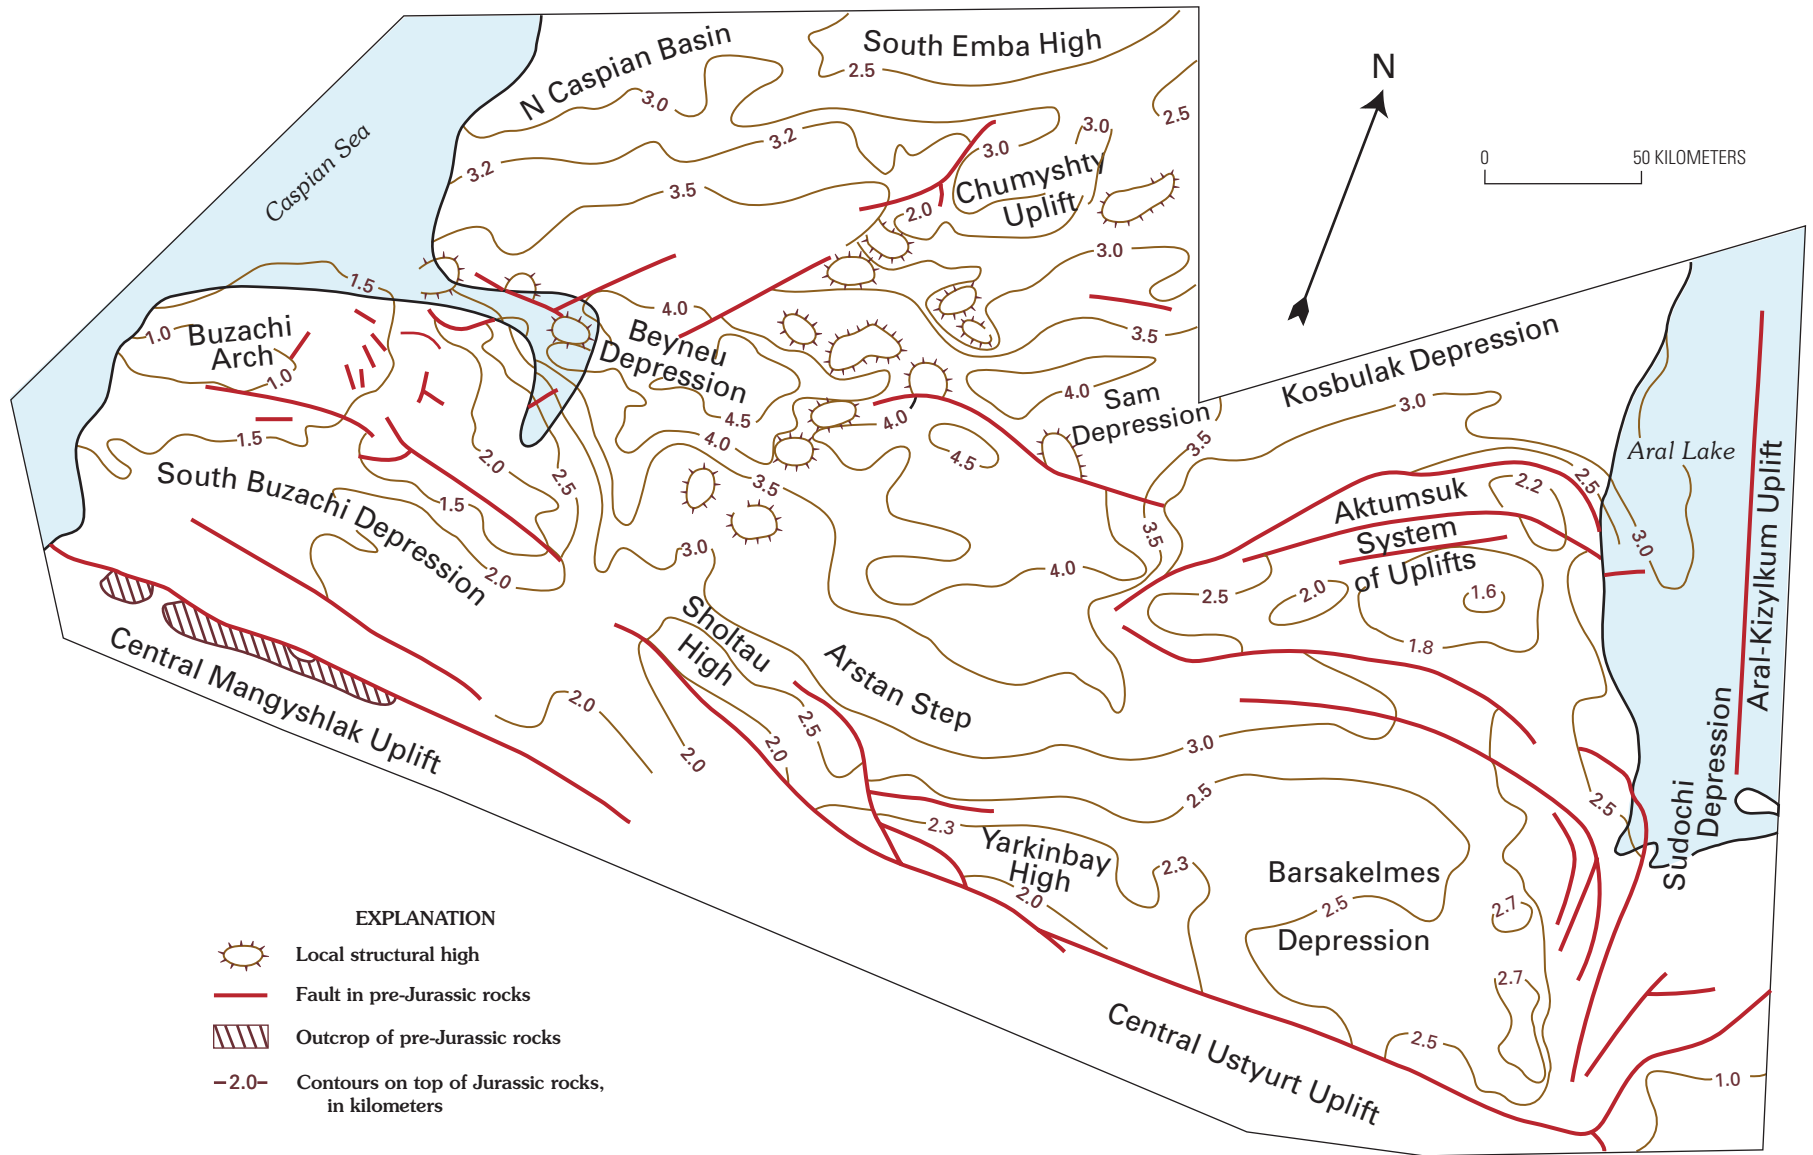 N Caspian Basin
South Emba High
2.5
N
3.0
2.5
3.0
0
50 KILOMETERS
Caspian Sea
3.2
3.2
3.0
Chumyshty
Uplift
3.5
2.0
3.0
1.5
4.0
3.5
1.0
Buzachi
Arch
1.0
Beyneu
Depression
4.5
4.0
4.0
Sam
Depression
Kosbulak Depression
3.0
1.5
2.0
2.5
4.0
3.5
4.5
3.5
Aral Lake
South Buzachi Depression
1.5
2.0
3.0
3.5
4.0
Aktumsuk
System
of Uplifts
2.2
2.5
3.0
2.5
2.0
1.6
1.8
Aral-Kizylkum Uplift
Central Mangyshlak Uplift
2.0
2.0
Sholtau
High
2.0
2.5
Arstan Step
3.0
2.5
2.5
Sudochi
Depression
2.3
Yarkinbay
High
2.3
2.0
Barsakelmes
2.5
Depression
2.7
2.7
2.5
1.0
Central Ustyurt Uplift
EXPLANATION
Local structural high
Fault in pre-Jurassic rocks
Outcrop of pre-Jurassic rocks
2.0
Contours on top of Jurassic rocks,
in kilometers